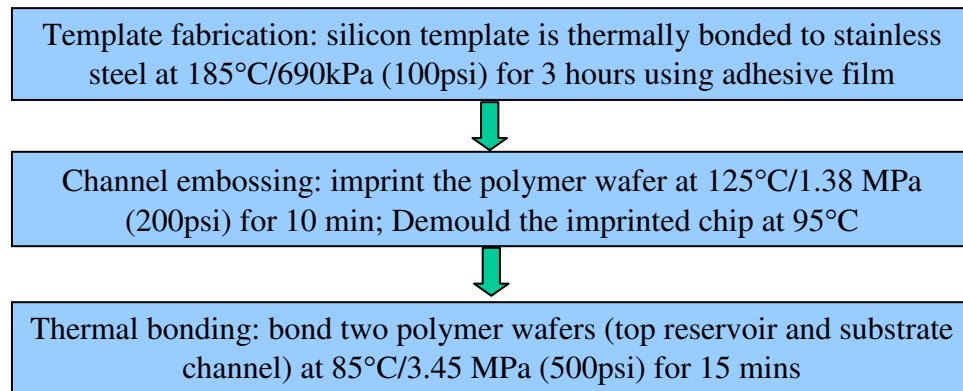 Template fabrication: silicon template is thermally bonded to stainless
steel at 185°C/690kPa (100psi) for 3 hours using adhesive film
Channel embossing: imprint the polymer wafer at 125°C/1.38 MPa
(200psi) for 10 min; Demould the imprinted chip at 95°C
Thermal bonding: bond two polymer wafers (top reservoir and substrate
channel) at 85°C/3.45 MPa (500psi) for 15 mins